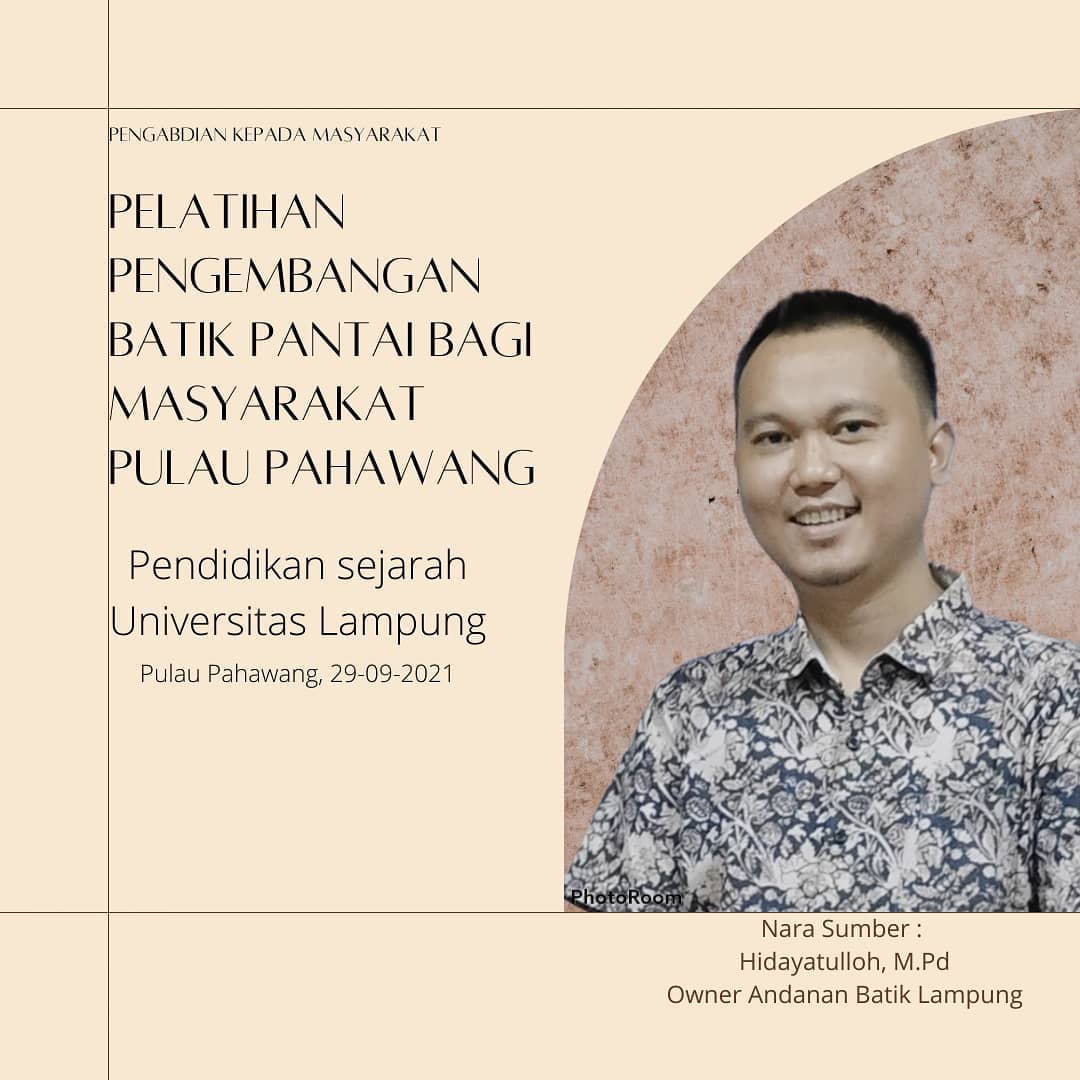 PENGABDIAN KEPADA MASYARAKAT
PELATIHAN
PENGEMBANGAN
BATIK PANTAI BAGI
MASYARAKAT
PULAU PAHAWANG
Pendidikan sejarah
Universitas Lampung
Pulau Pahawang, 29-09-2021
PhotoRoom
Nara Sumber :
Hidayatulloh, M.Pd
Owner Andanan Batik Lampung